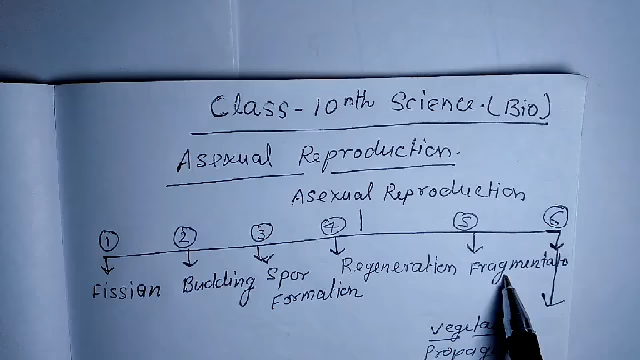 Class-10nth Science.(Bio)
Asexual Reproduction.
Asexual Reproduction
① ② ③ ④ ⑤ ⑥
Fission Budding Spor Regeneration
Formation